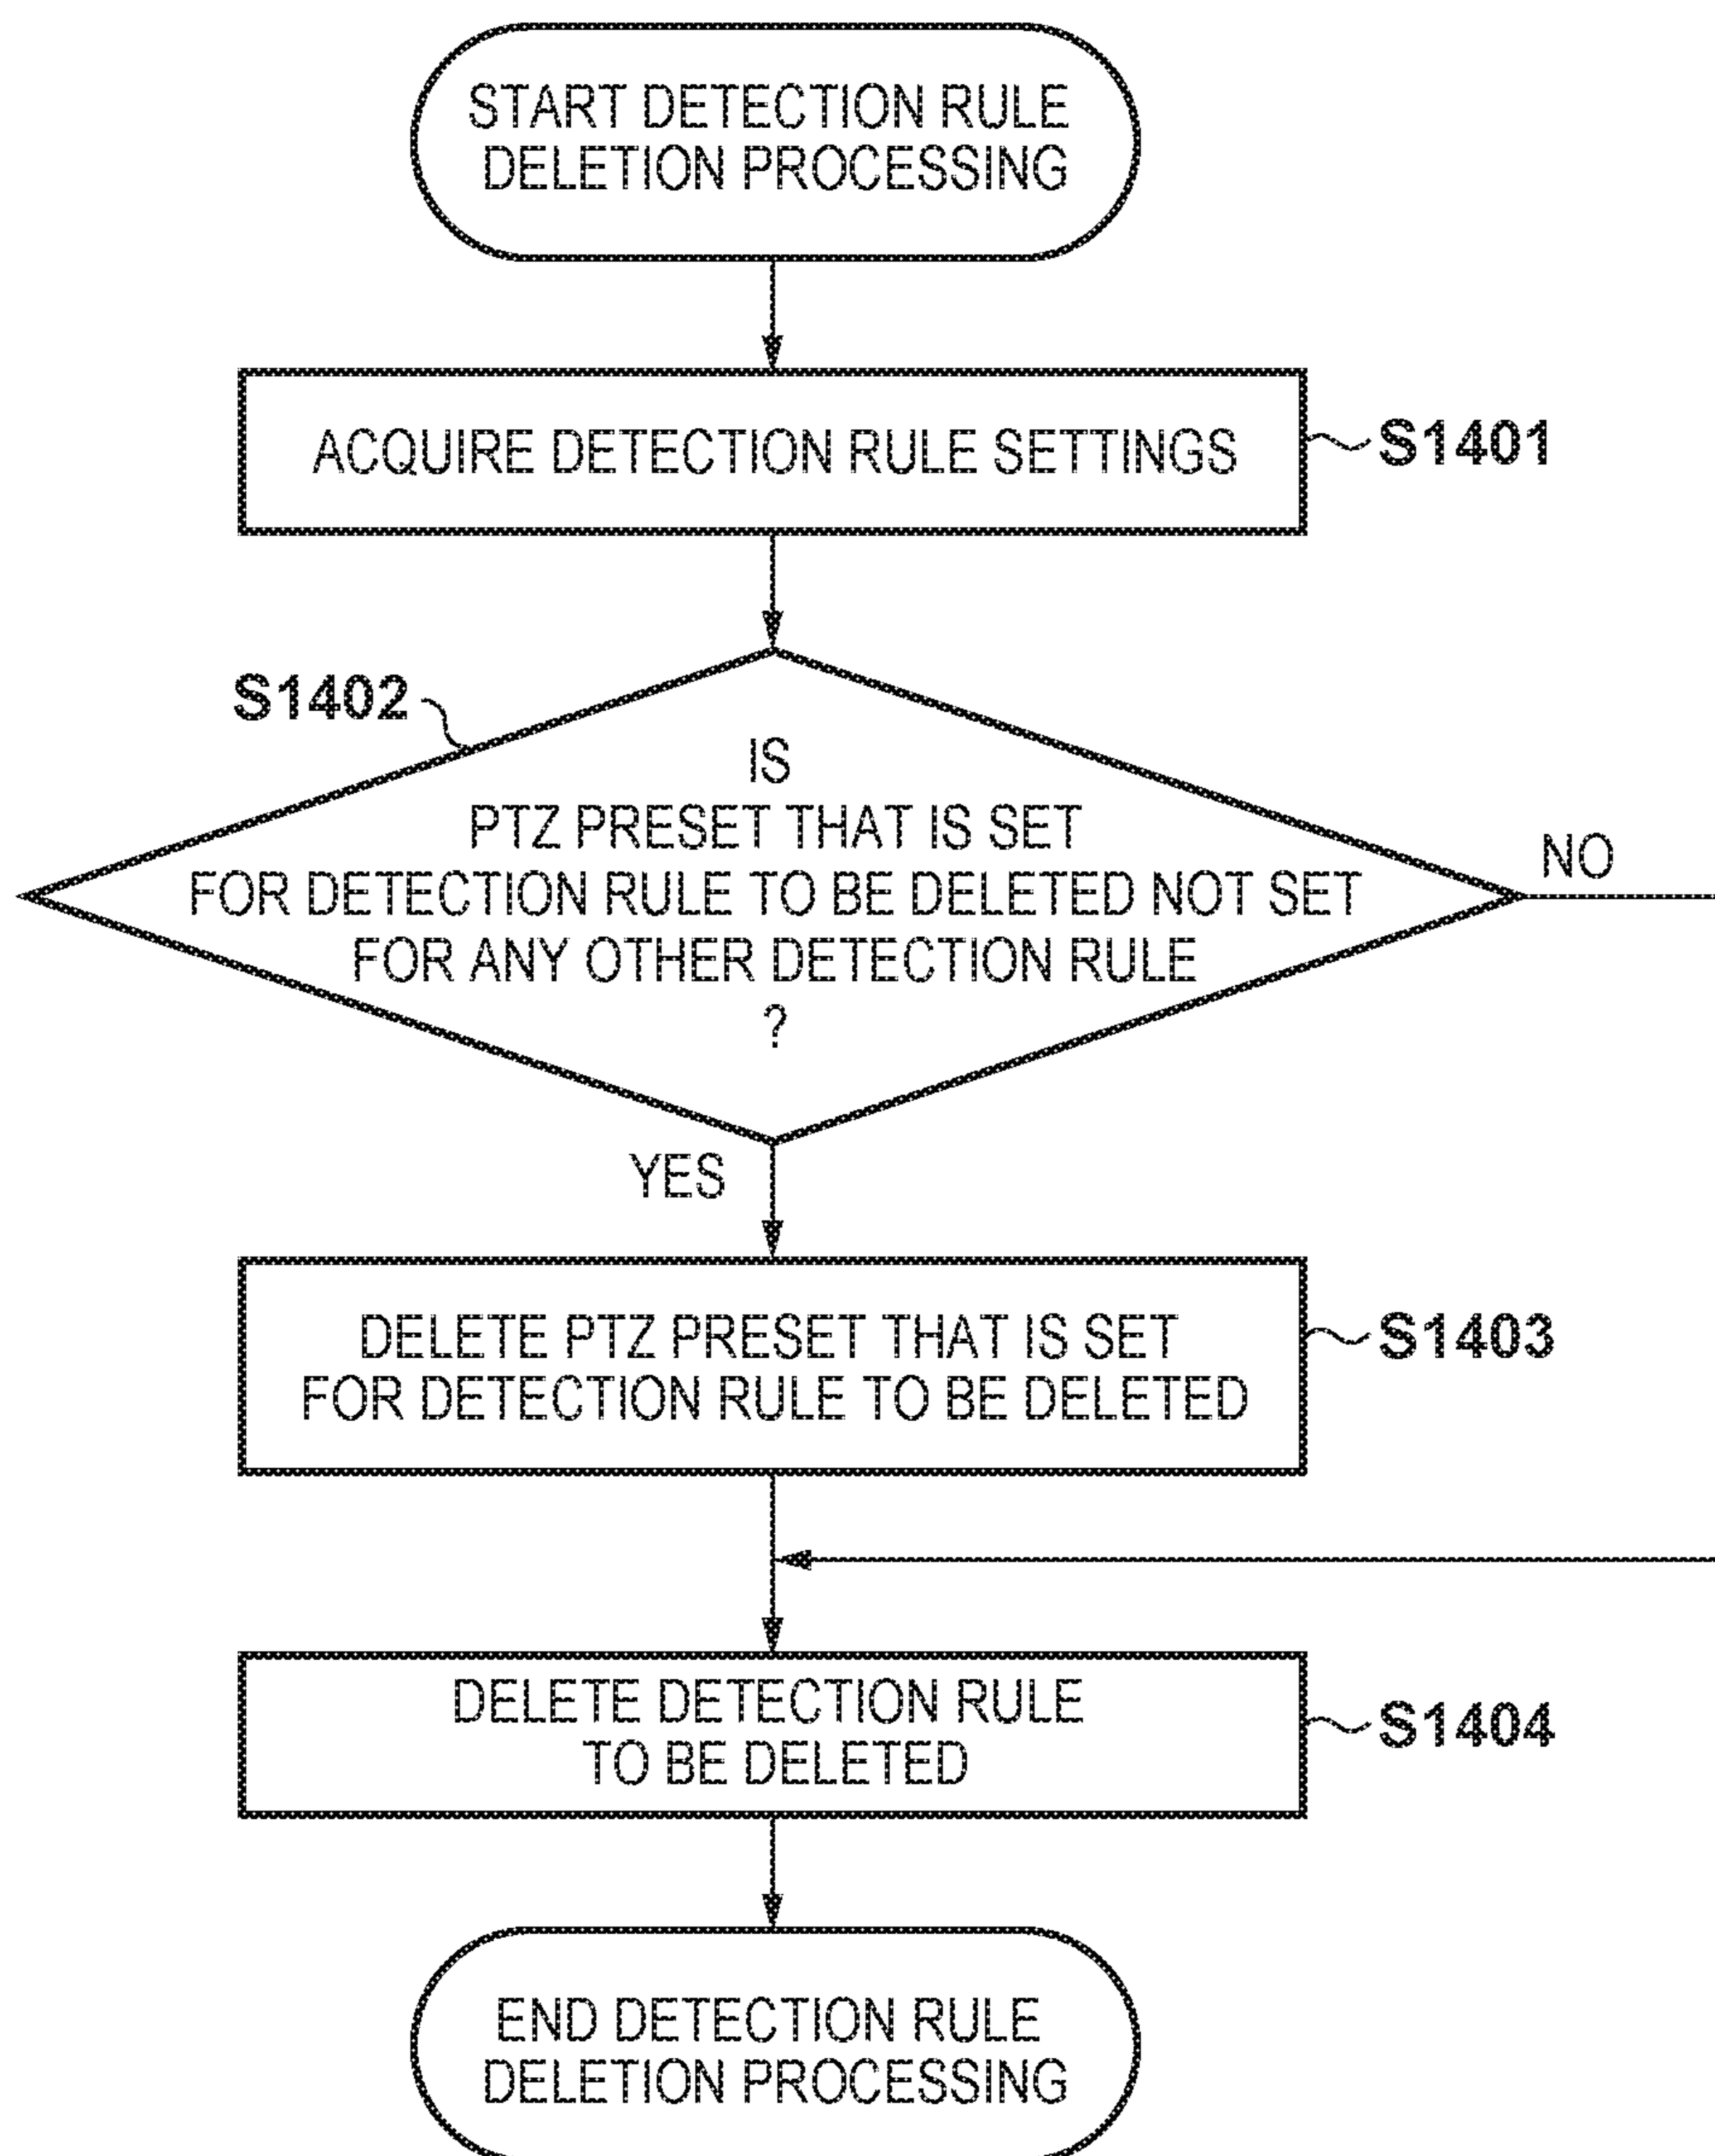 START DETECTION RULE
DELETION PROCESSING
ACQUIRE DETECTION RULE SETTINGS
S1401
S1402
IS
PTZ PRESET THAT IS SET
FOR DETECTION RULE TO BE DELETED NOT SET
FOR ANY OTHER DETECTION RULE
?
NO
YES
DELETE PTZ PRESET THAT IS SET
FOR DETECTION RULE TO BE DELETED
S1403
DELETE DETECTION RULE
TO BE DELETED
S1404
END DETECTION RULE
DELETION PROCESSING